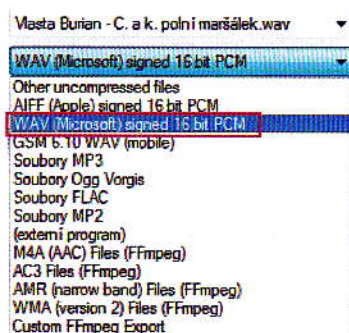 Vlasta Burian - C. a k. polní maršálek.wav
WAV (Microsoft) signed 16 bit PCM
Other uncompressed files
AIFF (Apple) signed 16 bit PCM
WAV (Microsoft) signed 16 bit PCM
GSM 6.10 WAV (mobile)
Soubory MP3
Soubory Ogg Vorgis
Soubory FLAC
Soubory MP2
(externí program)
M4A (AAC) Files (FFmpeg)
AC3 Files (FFmpeg)
AMR (narrow band) Files (FFmpeg)
WMA (version 2) Files (FFmpeg)
Custom FFmpeg Export